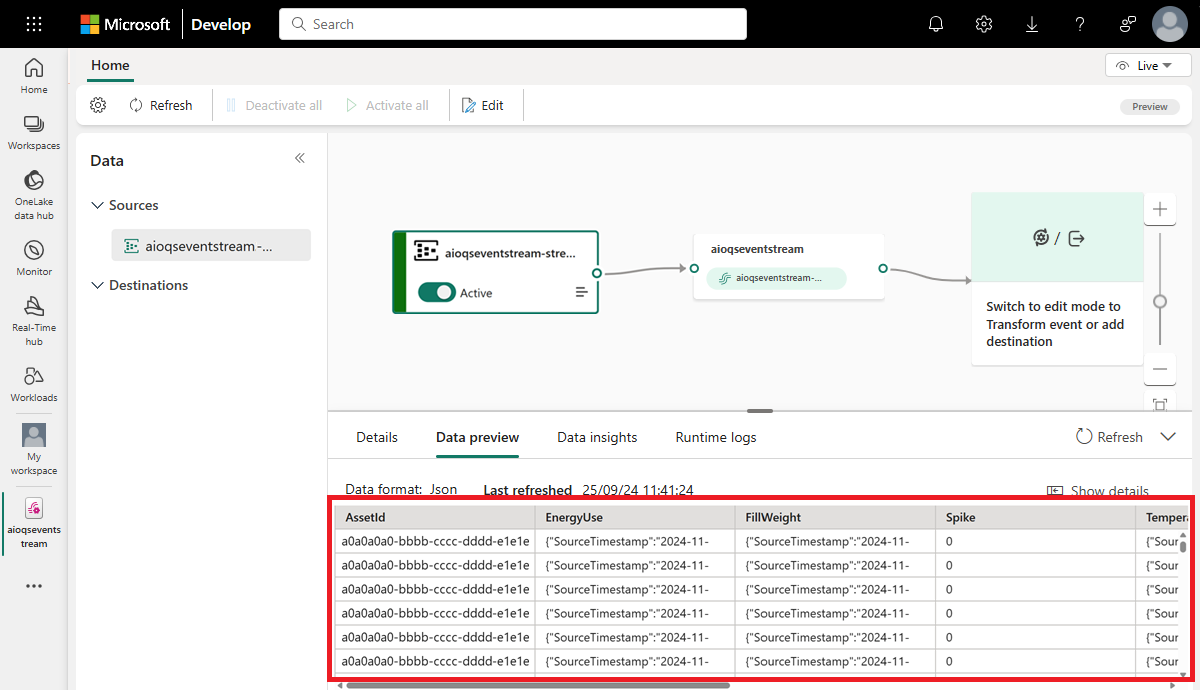 Microsoft
Develop
Search
Home
Live
Refresh
Deactivate all
Activate all
Edit
Preview
Home
Workspaces
OneLake
data hub
Monitor
Real-Time
hub
Workloads
My
workspace
aioqsevents
tream
Data
Sources
aioqseventstream-...
Destinations
aioqseventstream-stre...
Active
aioqseventstream
aioqseventstream-...
/
Switch to edit mode to
Transform event or add
destination
Details
Data preview
Data insights
Runtime logs
Refresh
Data format: Json
Last refreshed 25/09/24 11:41:24
Show details
AssetId EnergyUse FillWeight Spike Tempera
a0a0a0a0-bbbb-cccc-dddd-e1e1e {"SourceTimestamp":"2024-11- {"SourceTimestamp":"2024-11- 0 {"Sour
a0a0a0a0-bbbb-cccc-dddd-e1e1e {"SourceTimestamp":"2024-11- {"SourceTimestamp":"2024-11- 0 {"Sour
a0a0a0a0-bbbb-cccc-dddd-e1e1e {"SourceTimestamp":"2024-11- {"SourceTimestamp":"2024-11- 0 {"Sour
a0a0a0a0-bbbb-cccc-dddd-e1e1e {"SourceTimestamp":"2024-11- {"SourceTimestamp":"2024-11- 0 {"Sour
a0a0a0a0-bbbb-cccc-dddd-e1e1e {"SourceTimestamp":"2024-11- {"SourceTimestamp":"2024-11- 0 {"Sour
a0a0a0a0-bbbb-cccc-dddd-e1e1e {"SourceTimestamp":"2024-11- {"SourceTimestamp":"2024-11- 0 {"Sour